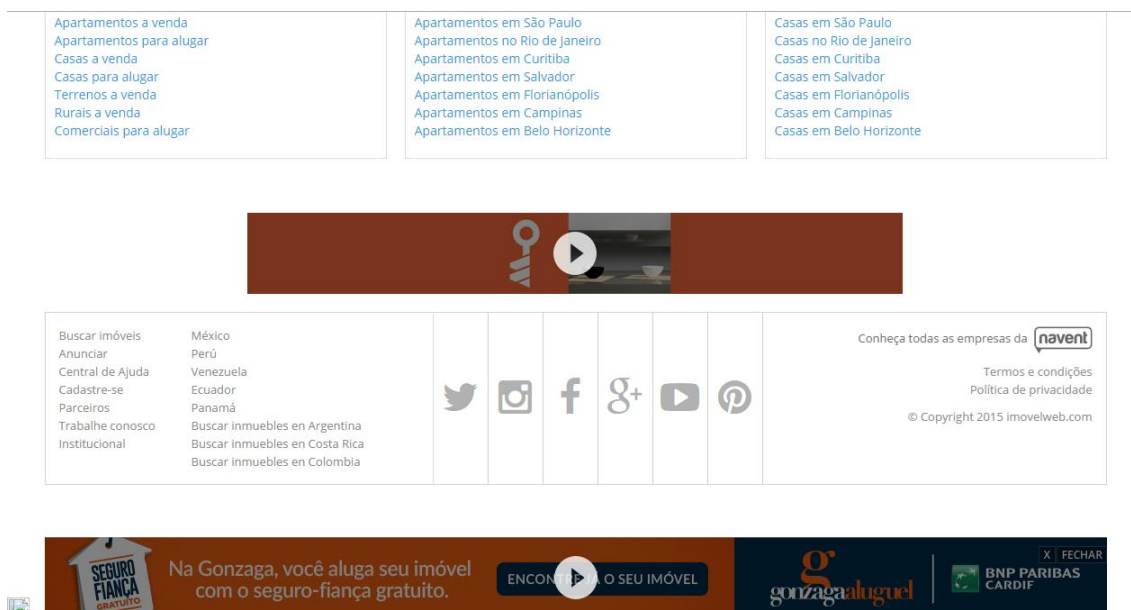 Apartamentos a venda
Apartamentos para alugar
Casas a venda
Casas para alugar
Terrenos a venda
Rurais a venda
Comerciais para alugar
Apartamentos em São Paulo
Apartamentos no Rio de Janeiro
Apartamentos em Curitiba
Apartamentos em Salvador
Apartamentos em Florianópolis
Apartamentos em Campinas
Apartamentos em Belo Horizonte
Casas em São Paulo
Casas no Rio de Janeiro
Casas em Curitiba
Casas em Salvador
Casas em Florianópolis
Casas em Campinas
Casas em Belo Horizonte
Buscar imóveis
Anunciar
Central de Ajuda
Cadastre-se
Parceiros
Trabalhe conosco
Institucional
México
Perú
Venezuela
Ecuador
Panamá
Buscar inmuebles en Argentina
Buscar inmuebles en Costa Rica
Buscar inmuebles en Colombia
Conheça todas as empresas da navent
Termos e condições
Política de privacidade
© Copyright 2015 imovelweb.com
SEGURO
FIANÇA
GRATUITO
Na Gonzaga, você aluga seu imóvel
com o seguro-fiança gratuito.
O SEU IMÓVEL
gonzagaaluguel
X FECHAR
BNP PARIBAS
CARDIF